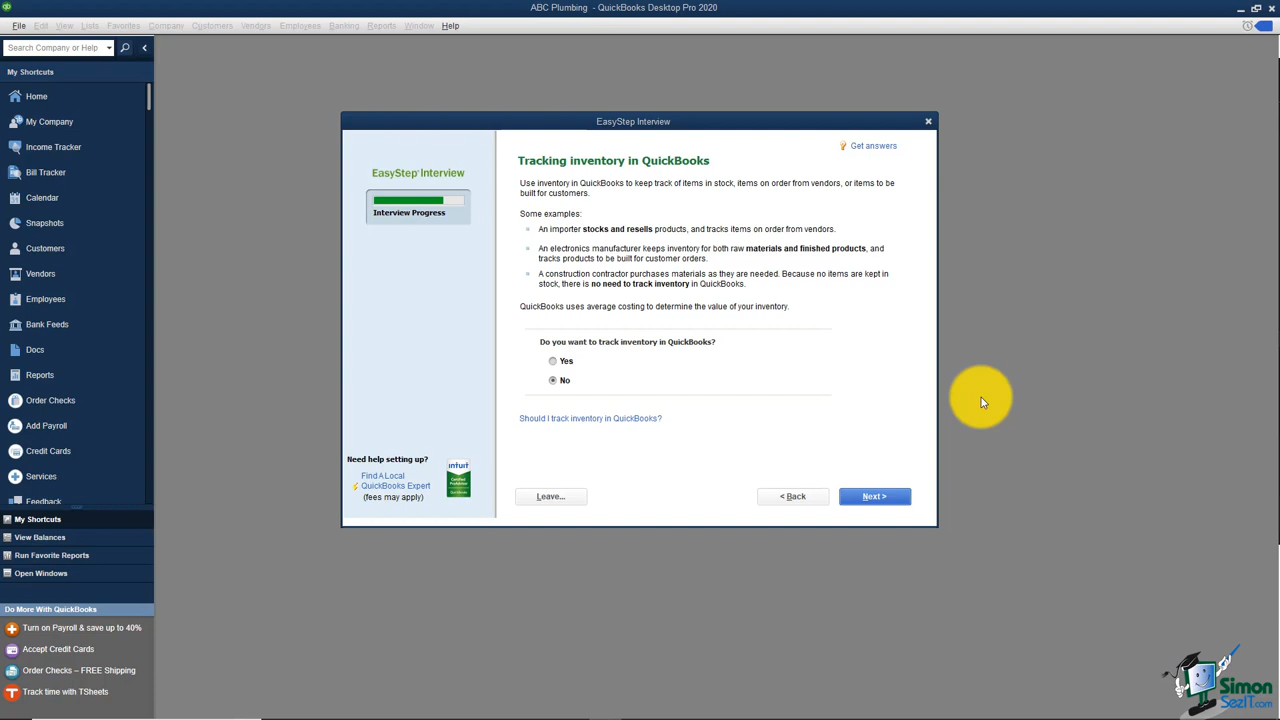 ABC Plumbing - QuickBooks Desktop Pro 2020
File Edit View Lists Favorites Company Customers Vendors Employees Banking Reports Window Help
Search Company or Help
My Shortcuts
Home
My Company
Income Tracker
Bill Tracker
Calendar
Snapshots
Customers
Vendors
Employees
Bank Feeds
Docs
Reports
Order Checks
Add Payroll
Credit Cards
Services
Feedback
My Shortcuts
View Balances
Run Favorite Reports
Open Windows
Do More With QuickBooks
Turn on Payroll & save up to 40%
Accept Credit Cards
Order Checks – FREE Shipping
Track time with TSheets
EasyStep Interview
EasyStep Interview
Interview Progress
Need help setting up?
Find A Local
QuickBooks Expert
(fees may apply)
intuit
Get answers
Tracking inventory in QuickBooks
Use inventory in QuickBooks to keep track of items in stock, items on order from vendors, or items to be
built for customers.
Some examples:
An importer stocks and resells products, and tracks items on order from vendors.
An electronics manufacturer keeps inventory for both raw materials and finished products, and
tracks products to be built for customer orders.
A construction contractor purchases materials as they are needed. Because no items are kept in
stock, there is no need to track inventory in QuickBooks.
QuickBooks uses average costing to determine the value of your inventory.
Do you want to track inventory in QuickBooks?
Yes
No
Should I track inventory in QuickBooks?
Leave...
< Back
Next >
Simon
SezIT.com